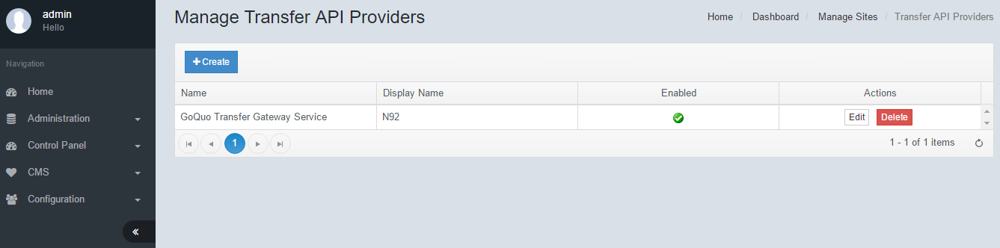 admin
Hello
Navigation
Home
Administration
Control Panel
CMS
Configuration
Manage Transfer API Providers
Home / Dashboard / Manage Sites / Transfer API Providers
Create
Name Display Name Enabled Actions
GoQuo Transfer Gateway Service N92 Edit Delete
1 1 - 1 of 1 items